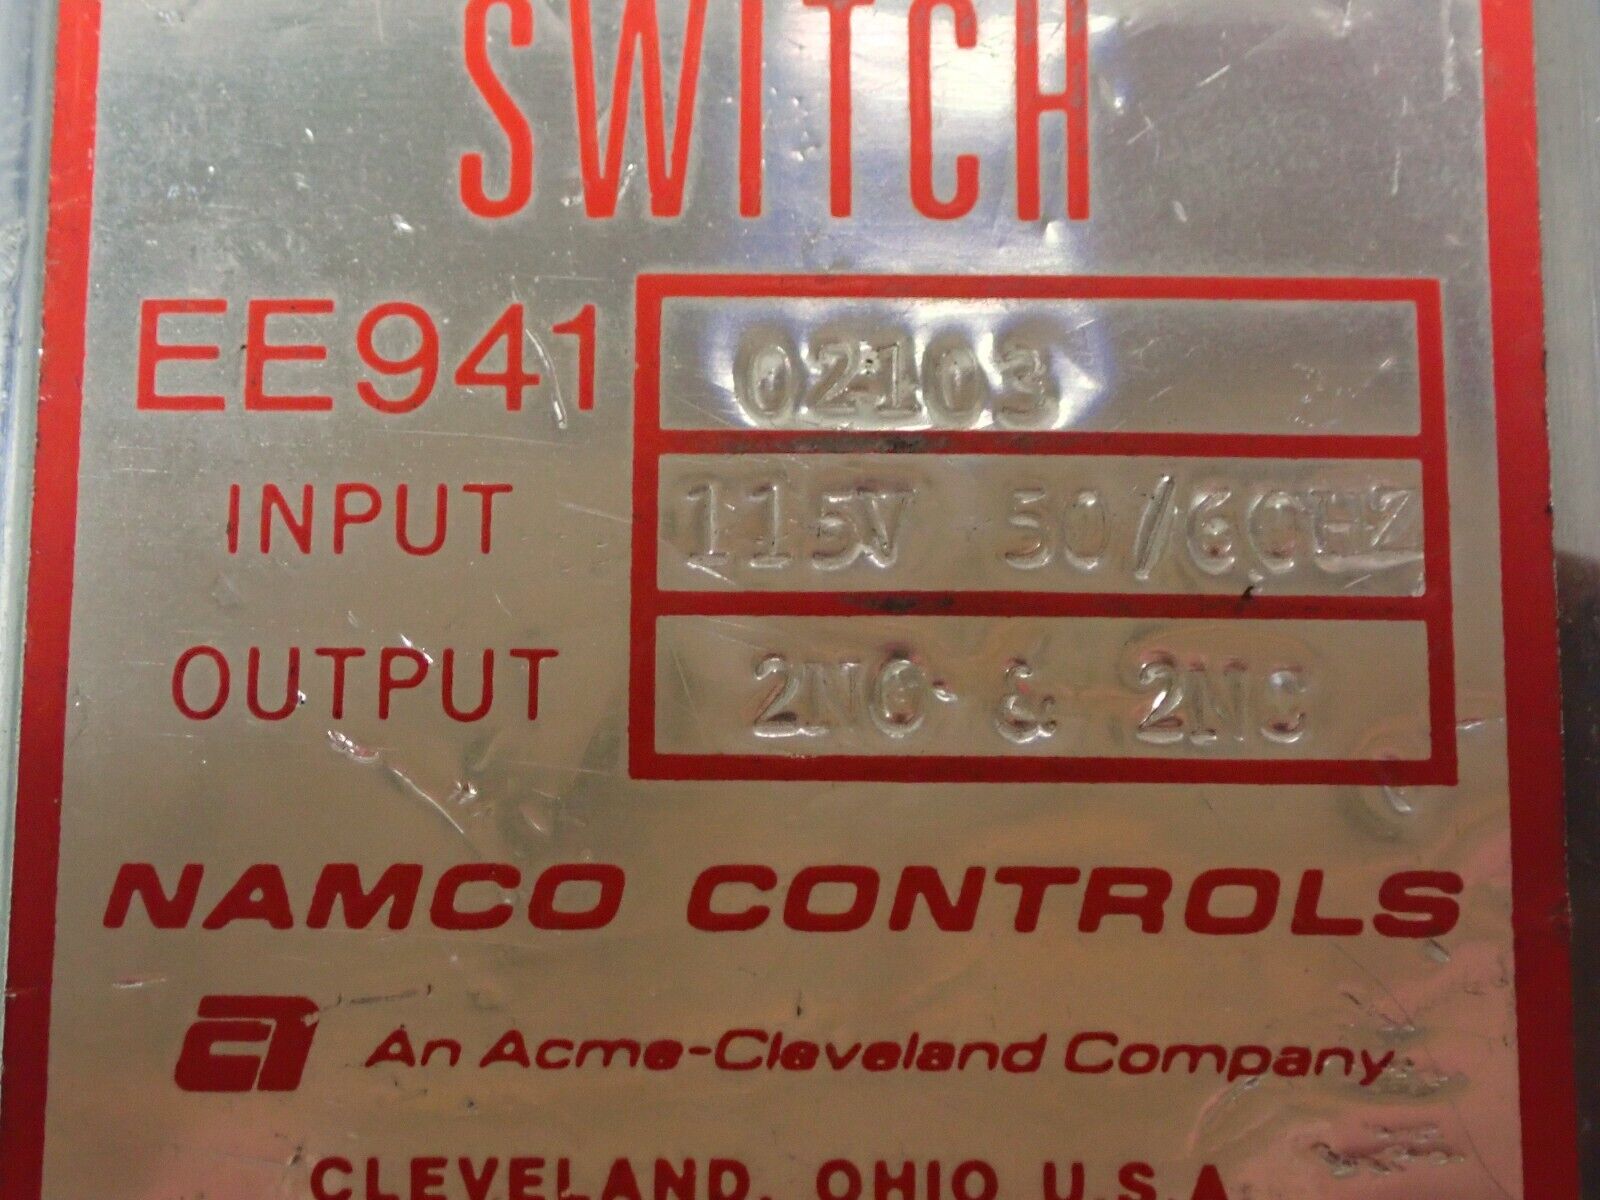 SWITCH
EE941 02103
INPUT 115V 50/60HZ
OUTPUT 2NO & 2NC
NAMCO CONTROLS
An Acme-Cleveland Company
CLEVELAND, OHIO U.S.A